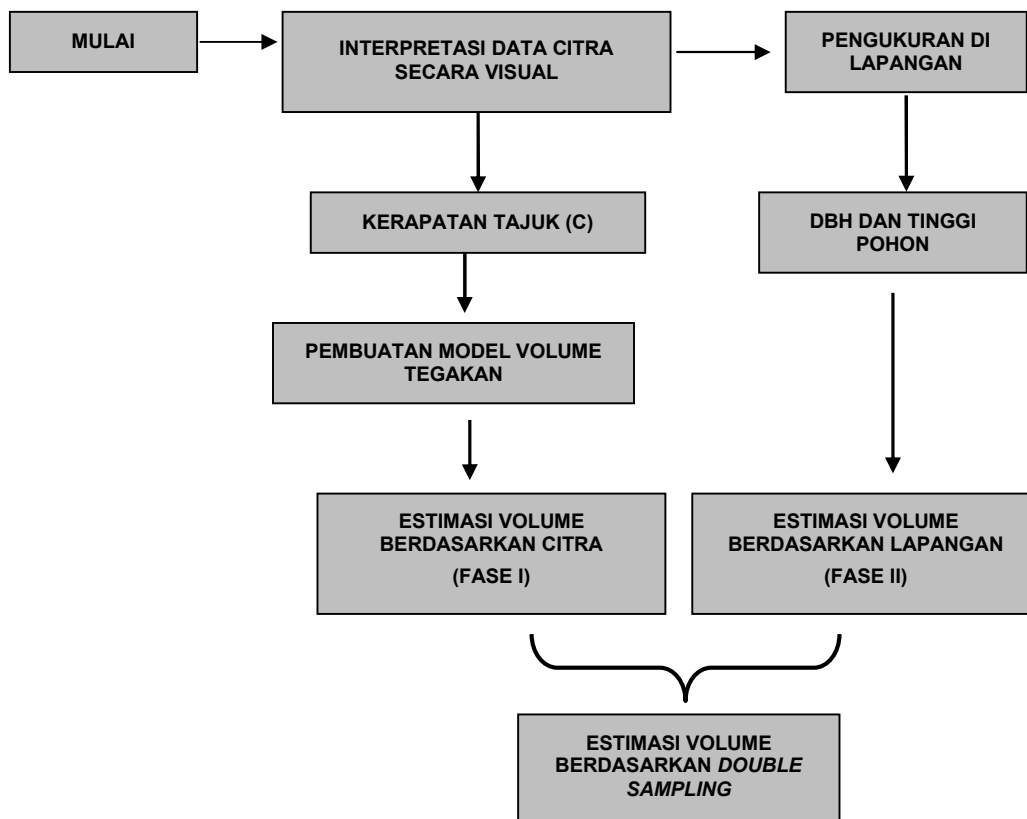 MULAI
INTERPRETASI DATA CITRA
SECARA VISUAL
PENGUKURAN DI
LAPANGAN
KERAPATAN TAJUK (C)
DBH DAN TINGGI
POHON
PEMBUATAN MODEL VOLUME
TEGAKAN
ESTIMASI VOLUME
BERDASARKAN CITRA
(FASE I)
ESTIMASI VOLUME
BERDASARKAN LAPANGAN
(FASE II)
ESTIMASI VOLUME
BERDASARKAN DOUBLE
SAMPLING